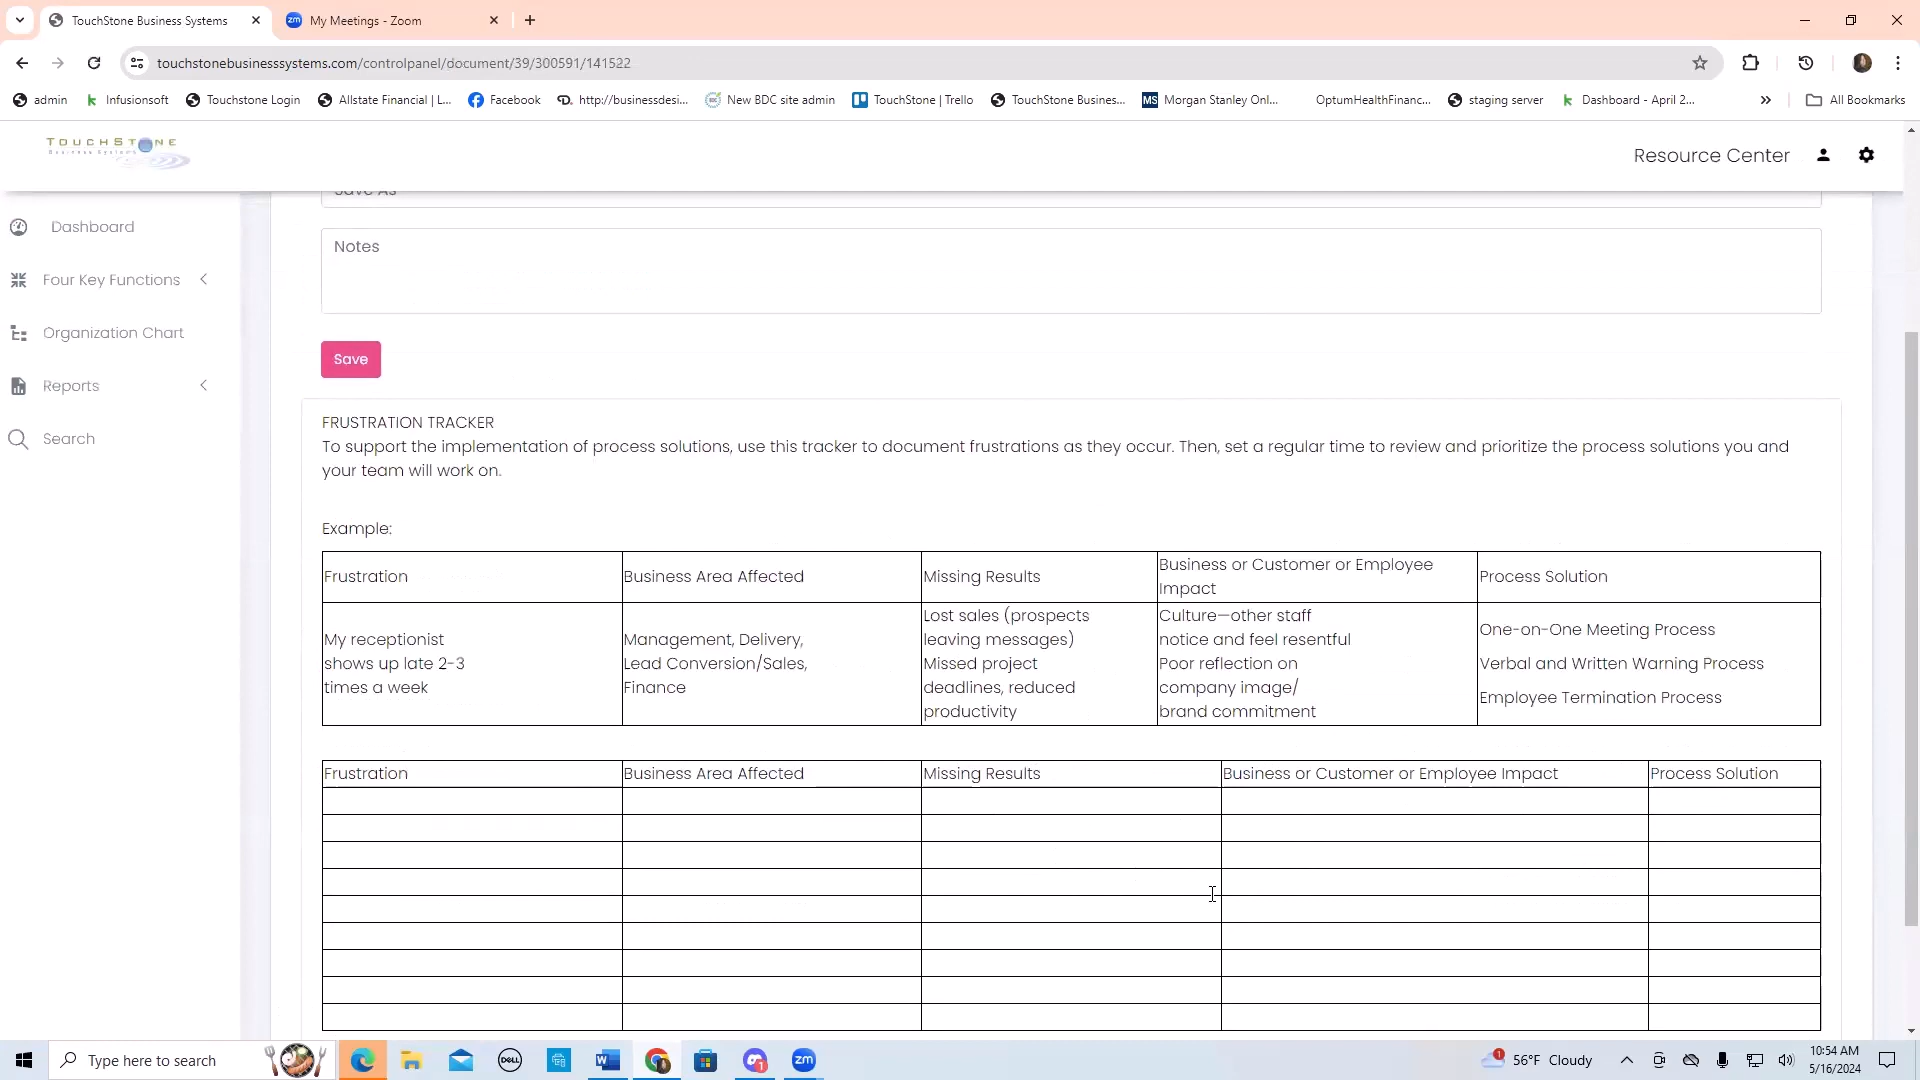 TouchStone Business Systems
My Meetings - Zoom
touchstonebusinesssystems.com/controlpanel/document/39/300591/141522
admin
Infusionsoft
Touchstone Login
Allstate Financial | L...
Facebook
http://businessdesi...
New BDC site admin
TouchStone | Trello
TouchStone Busines...
MS
Morgan Stanley Onl...
OptumHealthFinanc...
staging server
Dashboard - April 2...
All Bookmarks
TOUCHSTONE
Business Systems
Resource Center
Dashboard
Four Key Functions
Organization Chart
Reports
Search
Save As
Notes
Save
FRUSTRATION TRACKER
To support the implementation of process solutions, use this tracker to document frustrations as they occur. Then, set a regular time to review and prioritize the process solutions you and
your team will work on.
Example:
Frustration
Business Area Affected
Missing Results
Business or Customer or Employee
Impact
Process Solution
My receptionist
shows up late 2-3
times a week
Management, Delivery,
Lead Conversion/Sales,
Finance
Lost sales (prospects
leaving messages)
Missed project
deadlines, reduced
productivity
Culture—other staff
notice and feel resentful
Poor reflection on
company image/
brand commitment
One-on-One Meeting Process
Verbal and Written Warning Process
Employee Termination Process
Frustration
Business Area Affected
Missing Results
Business or Customer or Employee Impact
Process Solution
Type here to search
DELL
zm
1
56°F Cloudy
10:54 AM
5/16/2024